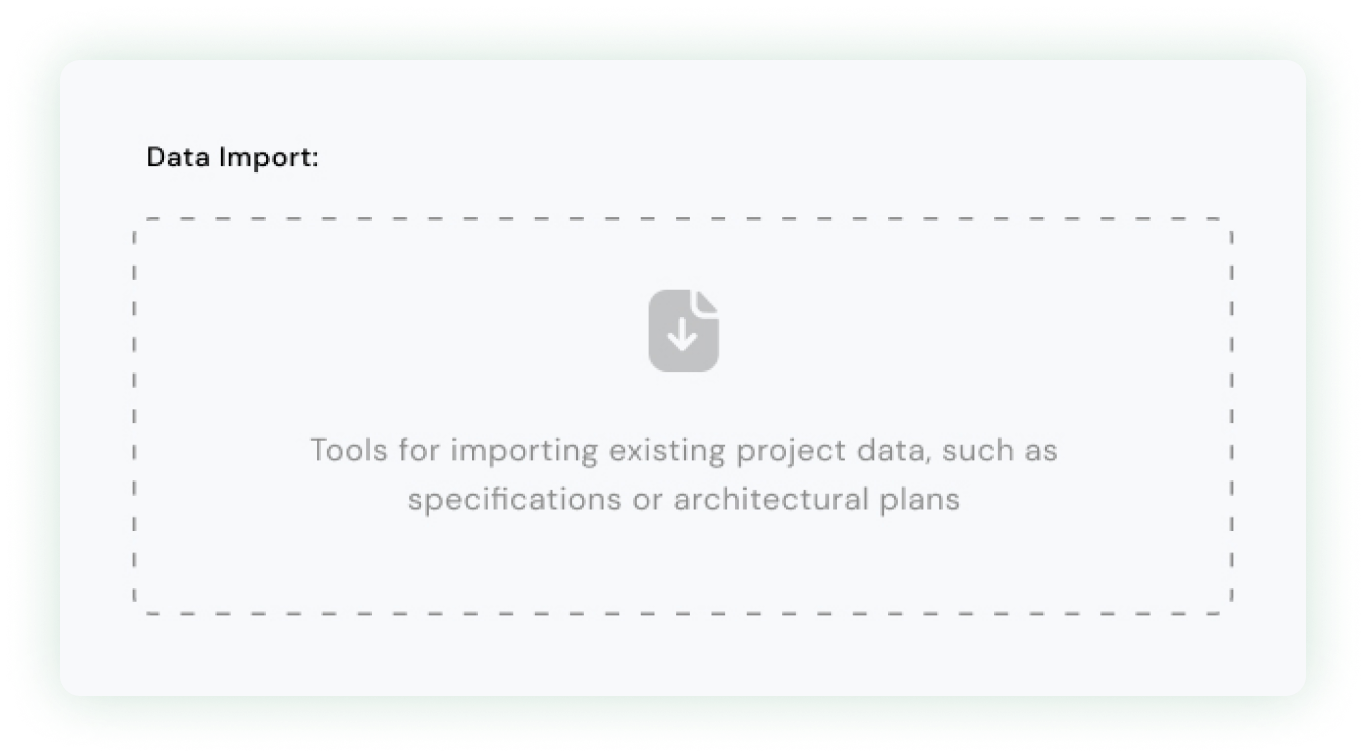 Data Import:
Tools for importing existing project data, such as
specifications or architectural plans